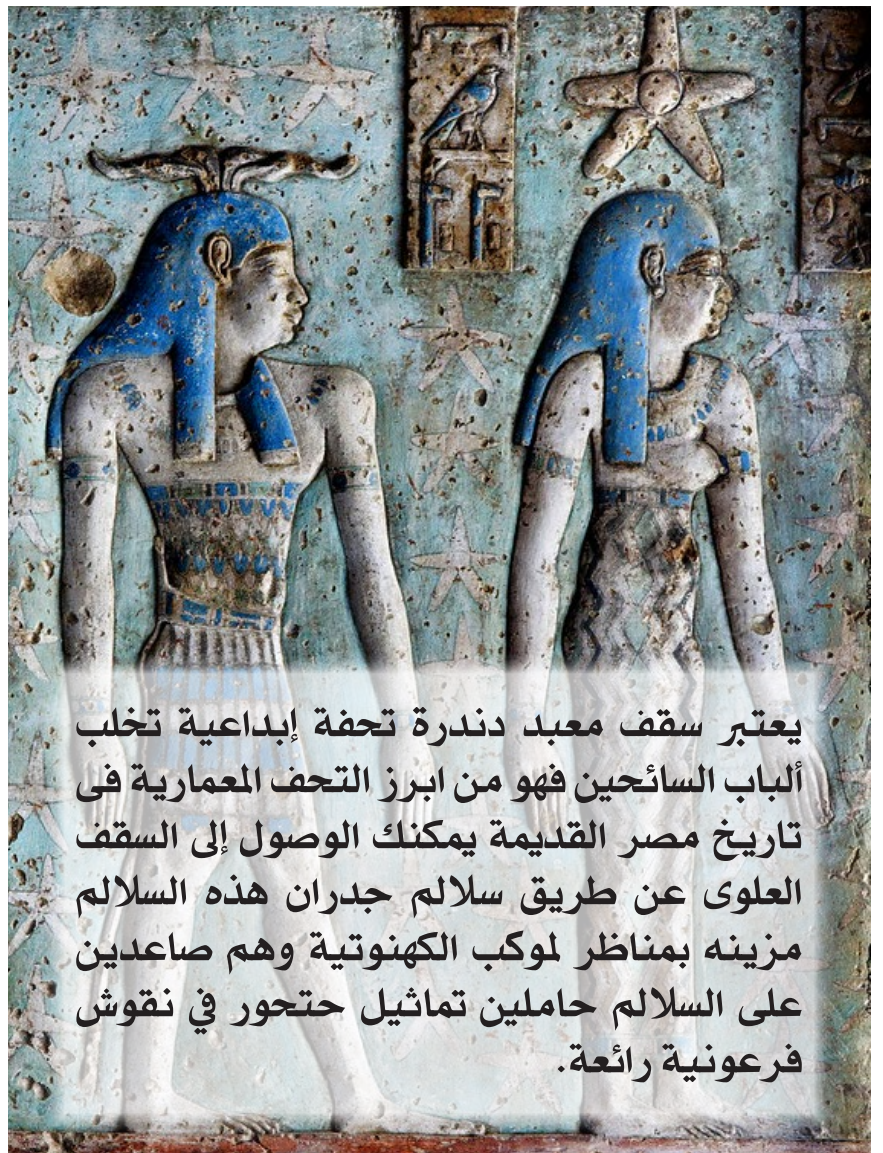 يعتبر سقف معبد دندرة تحفة إبداعية تخلب
ألباب السائحين فهو من ابرز التحف المعمارية فى
تاريخ مصر القديمة يمكنك الوصول إلى السقف
العلوى عن طريق سلالم جدران هذه السلالم
مزينه بمناظر لموكب الكهنوتية وهم صاعدين
على السلالم حاملين تماثيل حتحور في نقوش
فرعونية رائعة.